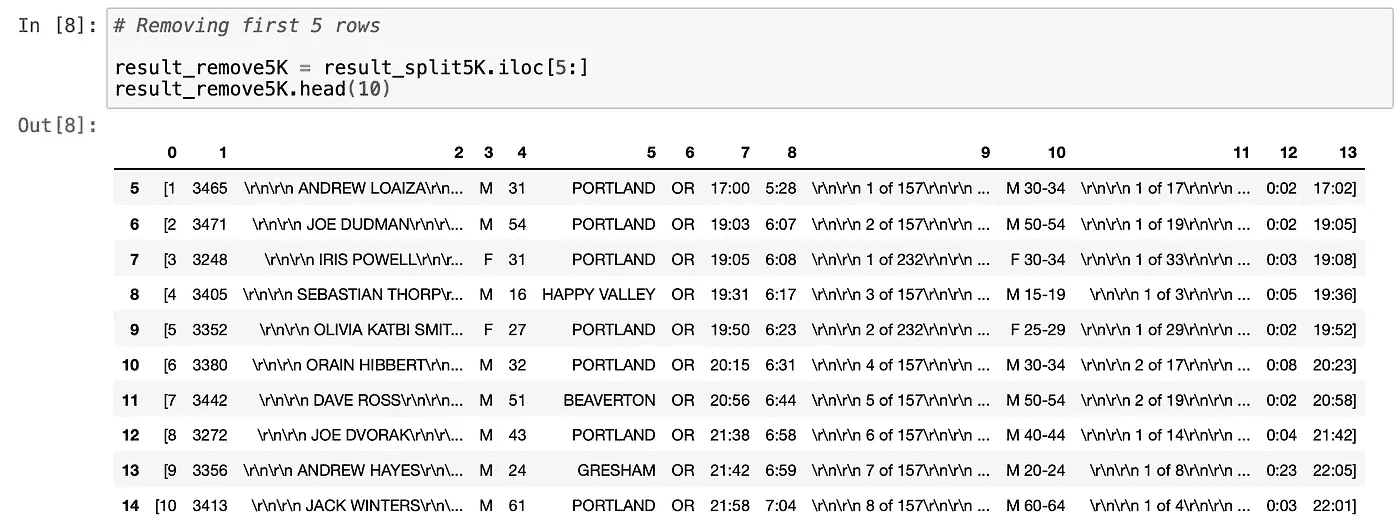 In [8]: # Removing first 5 rows
result_remove5K = result_split5K.iloc[5:]
result_remove5K.head(10)
Out[8]:
0 1 2 3 4 5 6 7 8 9 10 11 12 13
5 [1 3465 \r\n\r\n ANDREW LOAIZA\r\n... M 31 PORTLAND OR 17:00 5:28 \r\n\r\n 1 of 157\r\n\r\n ... M 30-34 \r\n\r\n 1 of 17\r\n\r\n ... 0:02 17:02]
6 [2 3471 \r\n\r\n JOE DUDMAN\r\n\r\... M 54 PORTLAND OR 19:03 6:07 \r\n\r\n 2 of 157\r\n\r\n ... M 50-54 \r\n\r\n 1 of 19\r\n\r\n ... 0:02 19:05]
7 [3 3248 \r\n\r\n IRIS POWELL\r\n\r... F 31 PORTLAND OR 19:05 6:08 \r\n\r\n 1 of 232\r\n\r\n ... F 30-34 \r\n\r\n 1 of 33\r\n\r\n ... 0:03 19:08]
8 [4 3405 \r\n\r\n SEBASTIAN THORP\r... M 16 HAPPY VALLEY OR 19:31 6:17 \r\n\r\n 3 of 157\r\n\r\n ... M 15-19 \r\n\r\n 1 of 3\r\n\r\n ... 0:05 19:36]
9 [5 3352 \r\n\r\n OLIVIA KATBI SMIT... F 27 PORTLAND OR 19:50 6:23 \r\n\r\n 2 of 232\r\n\r\n ... F 25-29 \r\n\r\n 1 of 29\r\n\r\n ... 0:02 19:52]
10 [6 3380 \r\n\r\n ORAIN HIBBERT\r\n... M 32 PORTLAND OR 20:15 6:31 \r\n\r\n 4 of 157\r\n\r\n ... M 30-34 \r\n\r\n 2 of 17\r\n\r\n ... 0:08 20:23]
11 [7 3442 \r\n\r\n DAVE ROSS\r\n\r\n... M 51 BEAVERTON OR 20:56 6:44 \r\n\r\n 5 of 157\r\n\r\n ... M 50-54 \r\n\r\n 2 of 19\r\n\r\n ... 0:02 20:58]
12 [8 3272 \r\n\r\n JOE DVORAK\r\n\r\... M 43 PORTLAND OR 21:38 6:58 \r\n\r\n 6 of 157\r\n\r\n ... M 40-44 \r\n\r\n 1 of 14\r\n\r\n ... 0:04 21:42]
13 [9 3356 \r\n\r\n ANDREW HAYES\r\n\... M 24 GRESHAM OR 21:42 6:59 \r\n\r\n 7 of 157\r\n\r\n ... M 20-24 \r\n\r\n 1 of 8\r\n\r\n ... 0:23 22:05]
14 [10 3413 \r\n\r\n JACK WINTERS\r\n\... M 61 PORTLAND OR 21:58 7:04 \r\n\r\n 8 of 157\r\n\r\n ... M 60-64 \r\n\r\n 1 of 4\r\n\r\n ... 0:03 22:01]